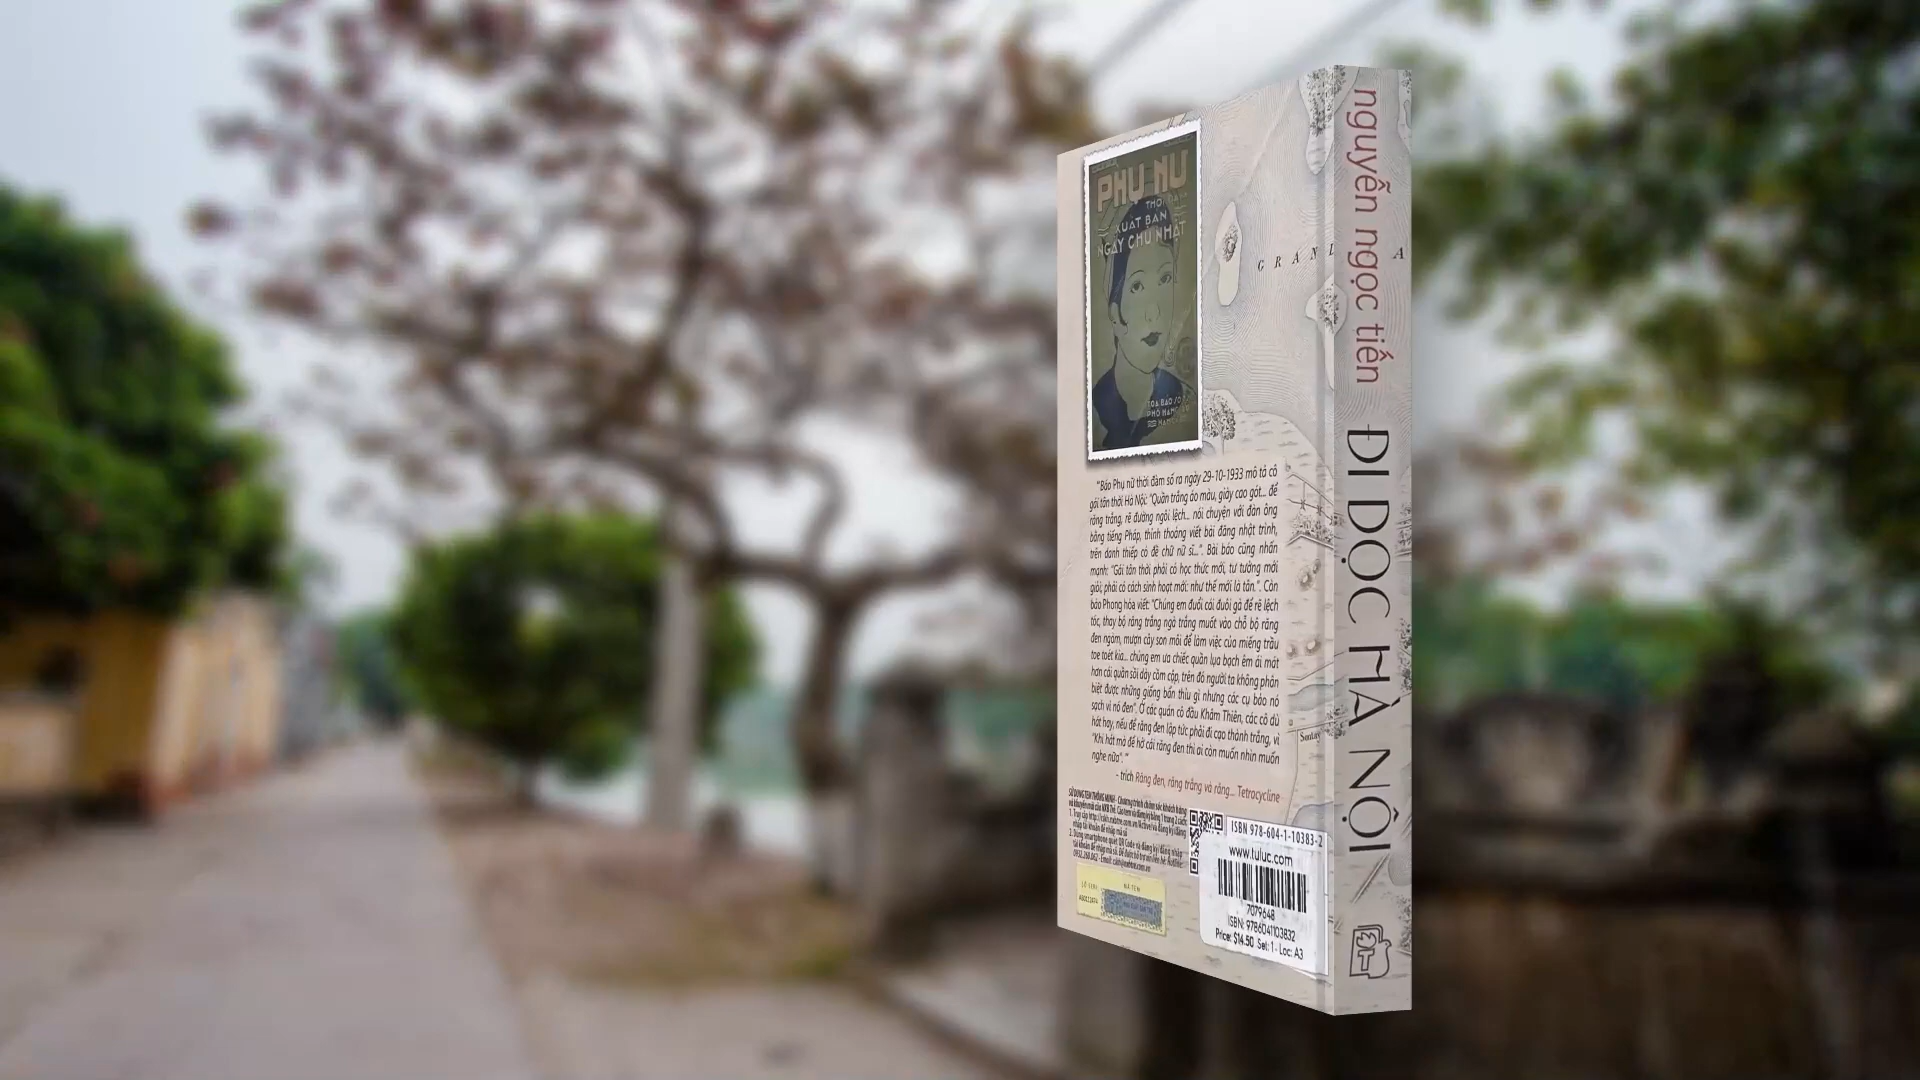 nguyễn ngọc tiến
ĐI DỌC HÀ NỘI
PHỤ NỮ
XUẤT BẢN
NGÀY CHỦ NHẬT
GRAND
"Báo Phụ nữ thời đàm số ra ngày 29-10-1933 mô tả cô
gái tân thời Hà Nội: "Quần trắng áo màu, giày cao gót... để
răng trắng, rẽ đường ngôi lệch... nói chuyện với đàn ông
bằng tiếng Pháp, thỉnh thoảng viết bài đăng nhật trình,
trên danh thiếp có đề chữ nữ sĩ...". Bài báo cũng nhấn
mạnh: "Gái tân thời phải có học thức mới, tư tưởng mới
giỏi; phải có cách sinh hoạt mới: như thế mới là tân.". Còn
báo Phong hóa viết: "Chúng em đuổi cái đuôi gà để rẽ lệch
tóc, thay bộ răng trắng ngà trắng muốt vào chỗ bộ răng
đen ngòm, mượn cây son môi để làm việc của miếng trầu
toe toét kia... chúng em ưa chiếc quần lụa bạch êm ái mát
hơn cái quần sồi dày cồm cộp, trên đó người ta không phân
biệt được những giống bẩn thỉu gì nhưng các cụ bảo nó
sạch vì nó đen". Ở các quán cô đầu Khâm Thiên, các cô dù
hát hay, nếu để răng đen lập tức phải đi cạo thành trắng, vì
"Khi hát mà để hở cái răng đen thì ai còn muốn nhìn muốn
nghe nữa"."
- trích Răng đen, răng trắng và răng... Tetracycline
Sontay
ISBN 978-604-1-10383-2
www.tuluc.com
7079648
ISBN: 9786041103832
Price: $14.50 Set: 1 - Loc: A3